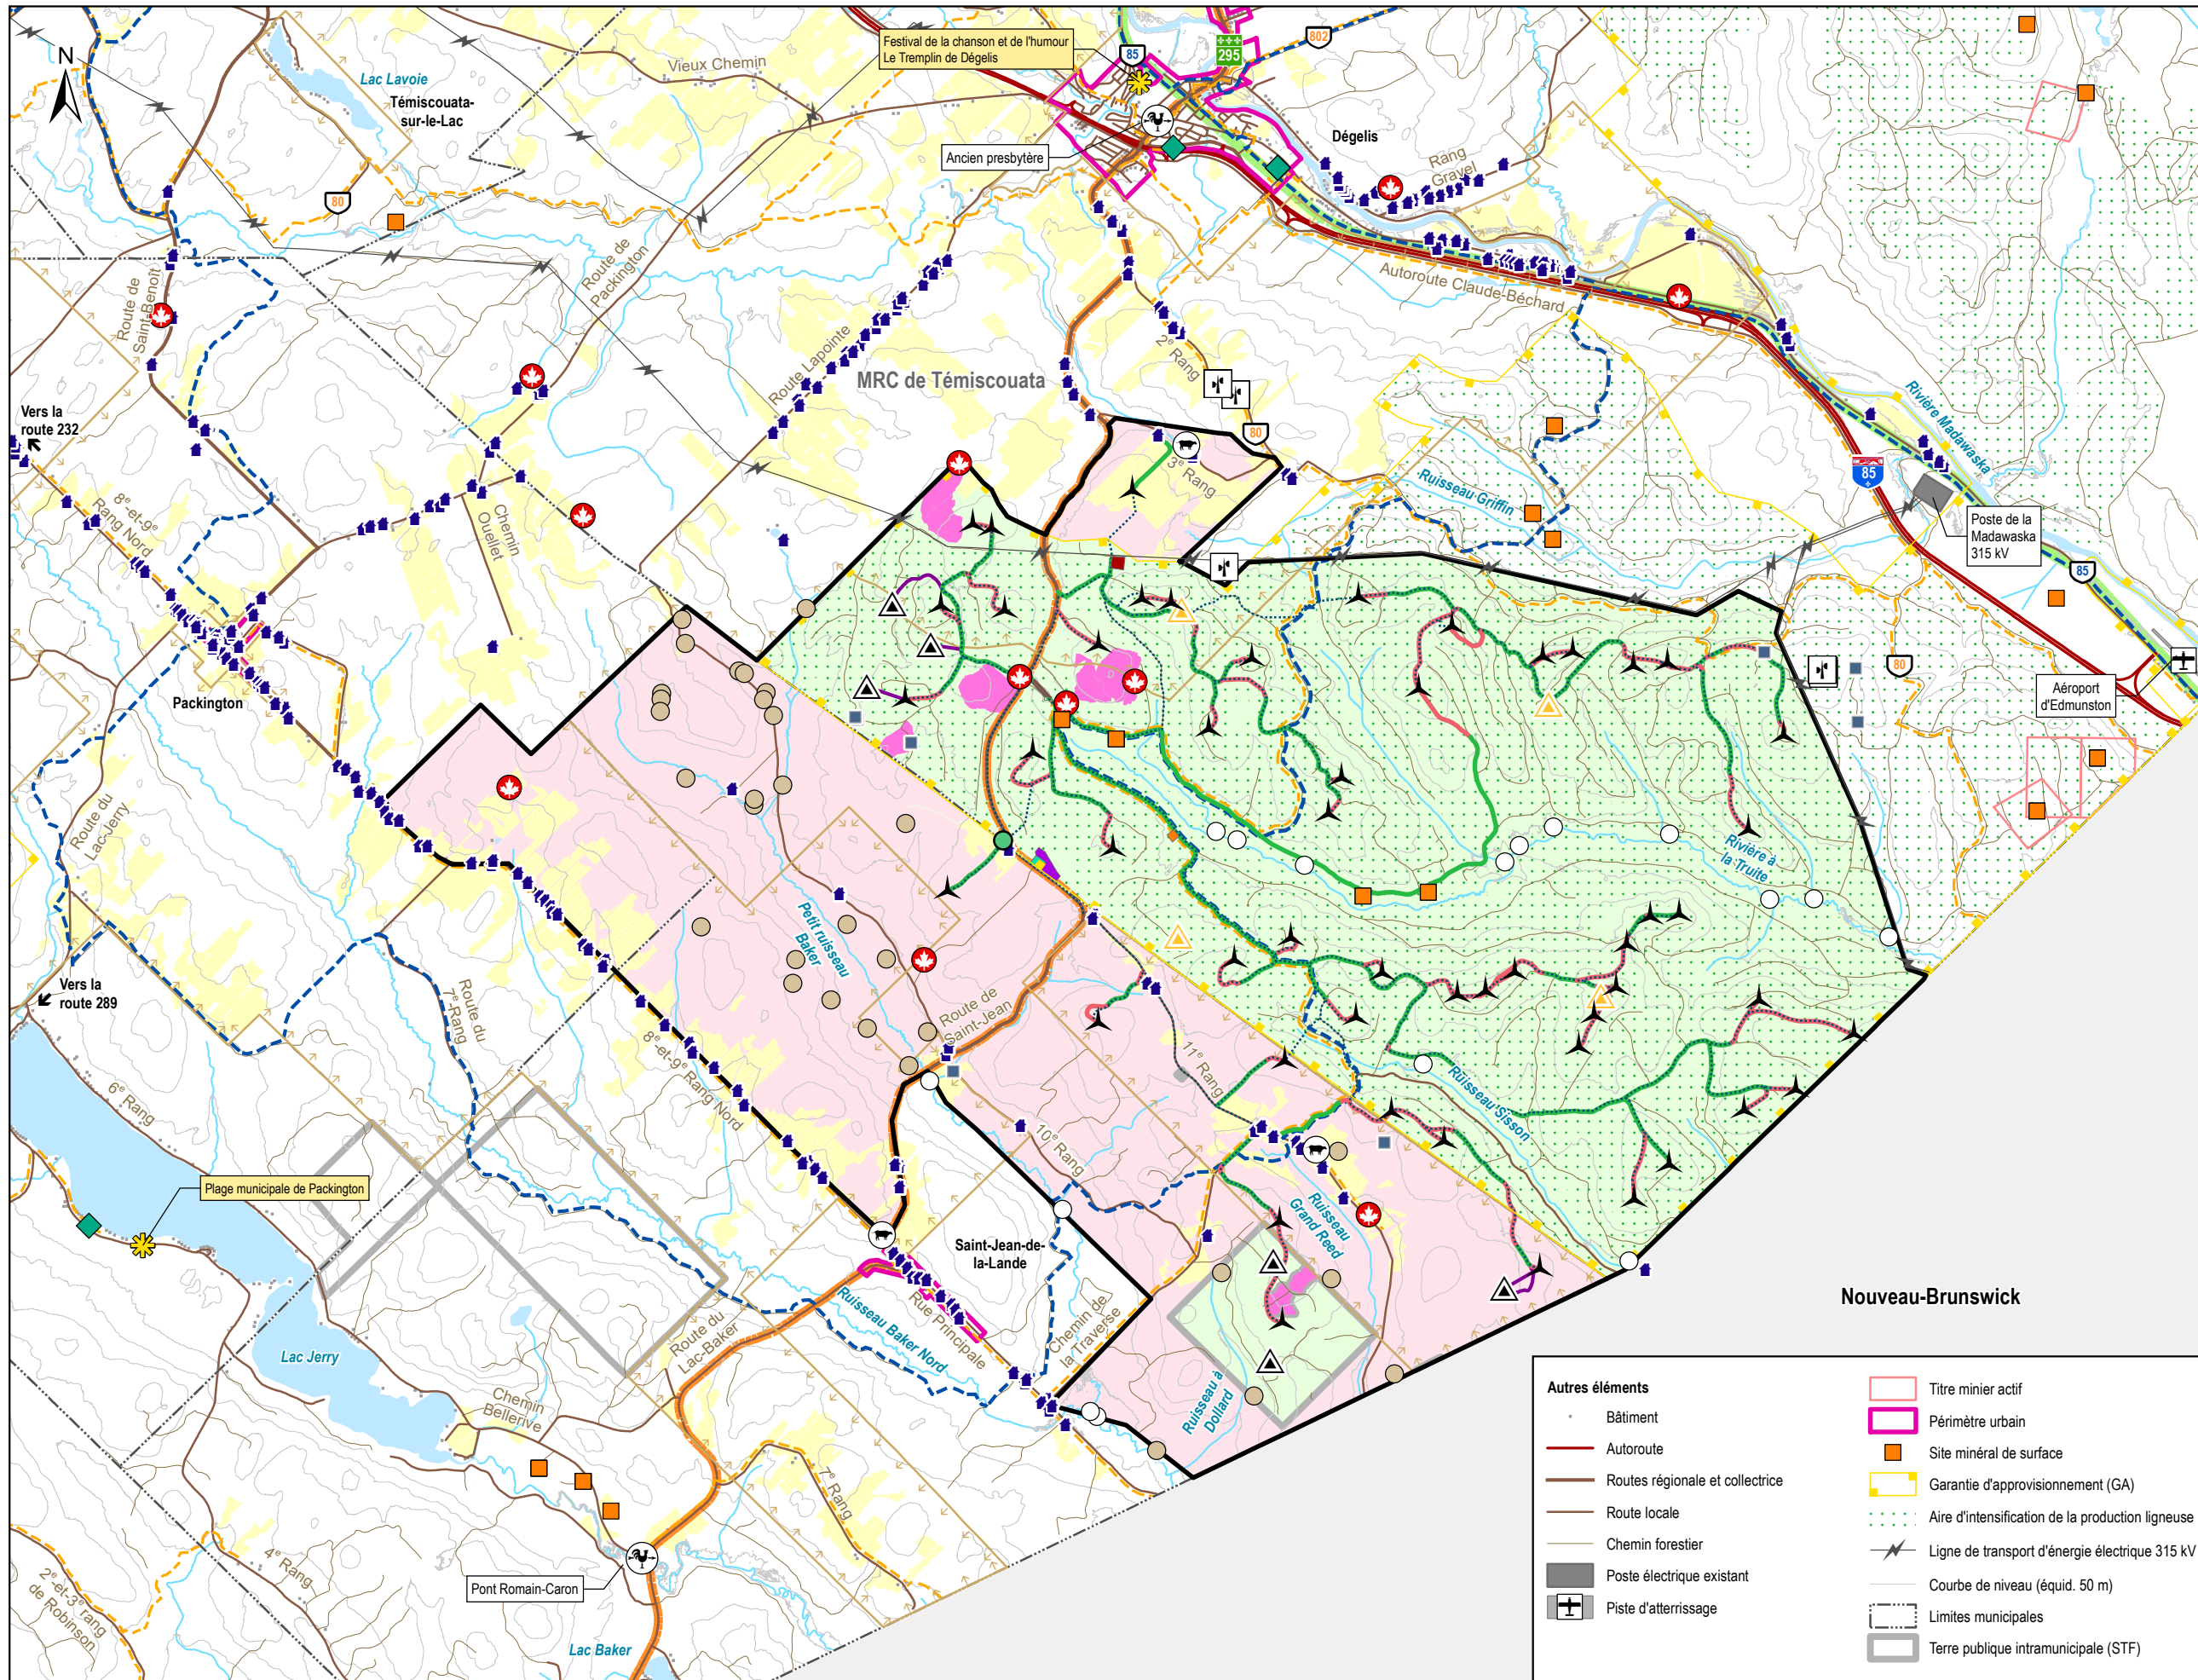 N
Lac Lavoie
Témiscouata-
sur-le-Lac
Vieux Chemin
Festival de la chanson et de l'humour
Le Tremplin de Dégelis
85
295
802
Ancien presbytère
Dégelis
Rang
Gravel
80
Route de
Saint-Benoit
Route de
Packington
Route Lapointe
MRC de Témiscouata
2e Rang
Autoroute Claude-Béchard
Rivière Madawaska
Vers la
route 232
8e-et-9e
Rang Nord
Chemin
Ouellet
3e Rang
80
Ruisseau Griffin
85
Poste de la
Madawaska
315 kV
85
Packington
80
Aéroport
d'Edmunston
Route du
Lac-Jerry
Rivière à
la Truite
Petit ruisseau
Baker
Vers la
route 289
Route du
7e-Rang
Route de
Saint-Jean
8e-et-9e Rang Nord
11e Rang
Ruisseau Sisson
6e Rang
10e Rang
Plage municipale de Packington
Ruisseau
Grand Reed
Saint-Jean-de-
la-Lande
Nouveau-Brunswick
Ruisseau Baker Nord
Rue Principale
Chemin de
la Traverse
Route du
Lac-Baker
Lac Jerry
Chemin
Bellerive
Ruisseau à
Dollard
7e Rang
4e Rang
2e-et-3e rang
de Robinson
Pont Romain-Caron
Lac Baker
Autres éléments
Bâtiment
Autoroute
Routes régionale et collectrice
Route locale
Chemin forestier
Poste électrique existant
Piste d'atterrissage
Titre minier actif
Périmètre urbain
Site minéral de surface
Garantie d'approvisionnement (GA)
Aire d'intensification de la production ligneuse
Ligne de transport d'énergie électrique 315 kV
Courbe de niveau (équid. 50 m)
Limites municipales
Terre publique intramunicipale (STF)